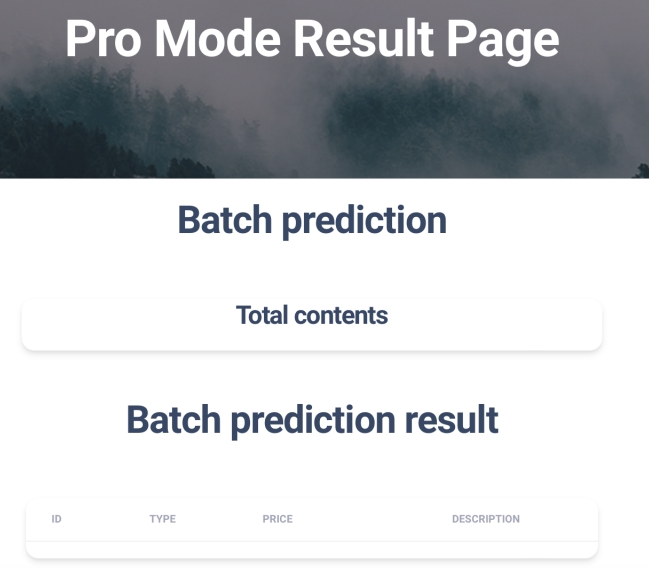 Pro Mode Result Page
Batch prediction
Total contents
Batch prediction result
ID TYPE PRICE DESCRIPTION